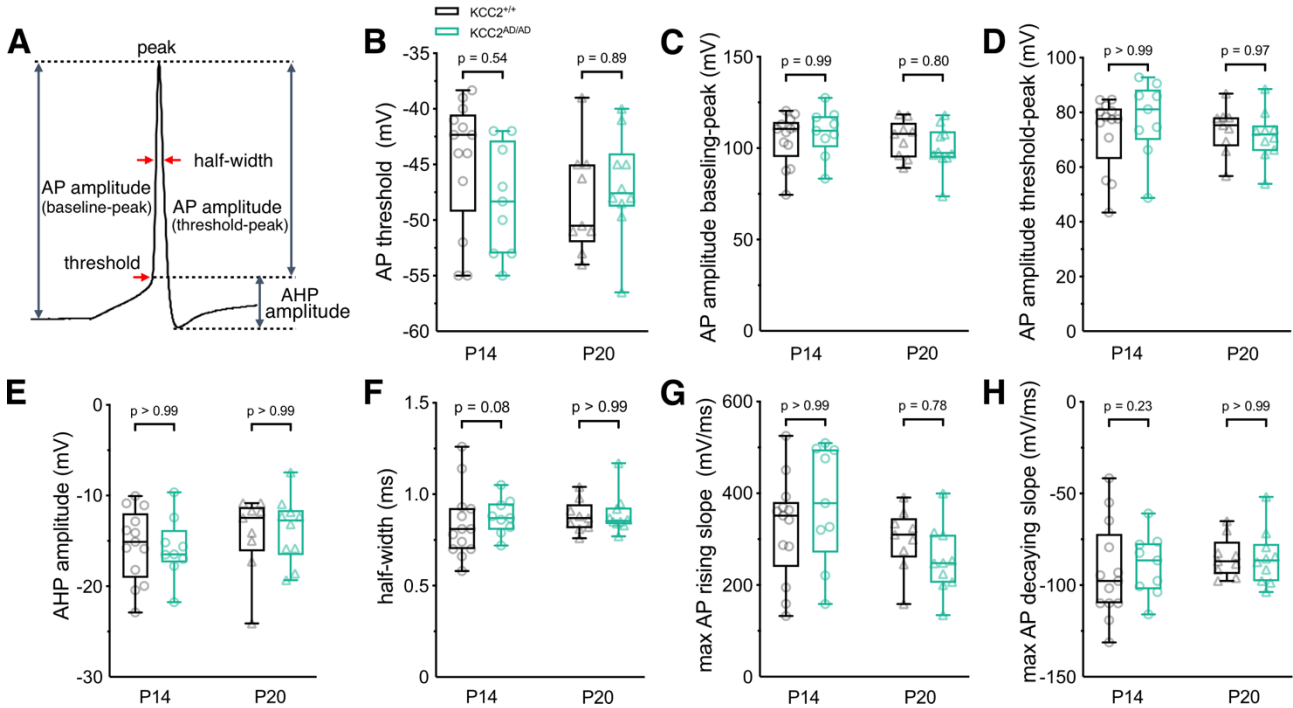 KCC2+/+
KCC2AD/AD
A
peak
half-width
AP amplitude
(baseline-peak)
AP amplitude
(threshold-peak)
threshold
AHP
amplitude
B
AP threshold (mV)
-35
-40
-45
-50
-55
-60
p = 0.54
p = 0.89
P14
P20
C
AP amplitude baseling-peak (mV)
150
100
50
0
p = 0.99
p = 0.80
P14
P20
D
AP amplitude threshold-peak (mV)
100
80
60
40
20
0
p > 0.99
p = 0.97
P14
P20
E
AHP amplitude (mV)
0
-10
-20
-30
p > 0.99
p > 0.99
P14
P20
F
half-width (ms)
1.5
1.0
0.5
0
p = 0.08
p > 0.99
P14
P20
G
max AP rising slope (mV/ms)
600
400
200
0
p > 0.99
p = 0.78
P14
P20
H
max AP decaying slope (mV/ms)
-0
-50
-100
-150
p = 0.23
p > 0.99
P14
P20